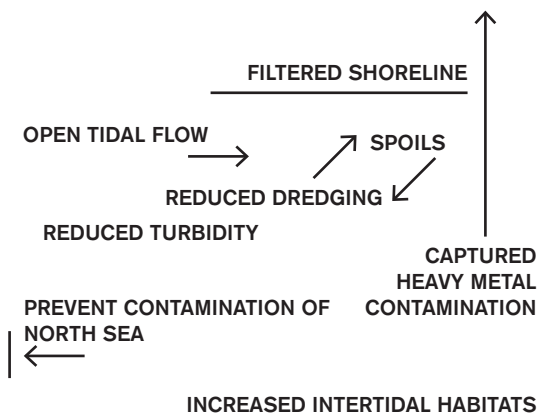 FILTERED SHORELINE
OPEN TIDAL FLOW
SPOILS
REDUCED DREDGING
REDUCED TURBIDITY
CAPTURED
HEAVY METAL
CONTAMINATION
PREVENT CONTAMINATION OF
NORTH SEA
INCREASED INTERTIDAL HABITATS